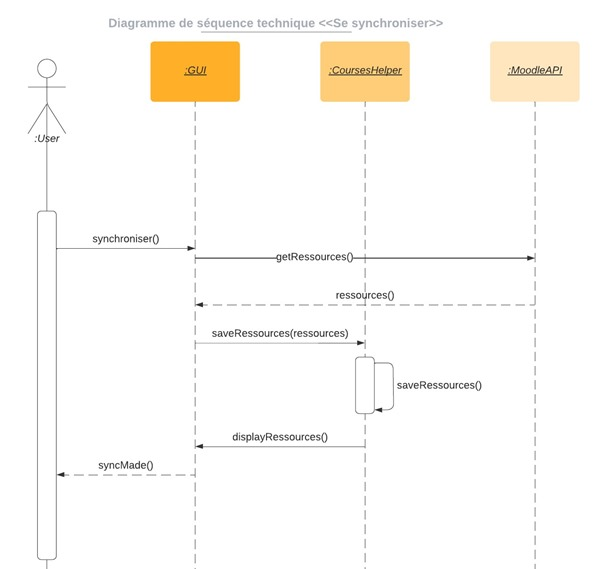 Diagramme de séquence technique <<Se synchroniser>>
:GUI
:CoursesHelper
:MoodleAPI
:User
synchroniser()
getRessources()
ressources()
saveRessources(ressources)
saveRessources()
displayRessources()
syncMade()